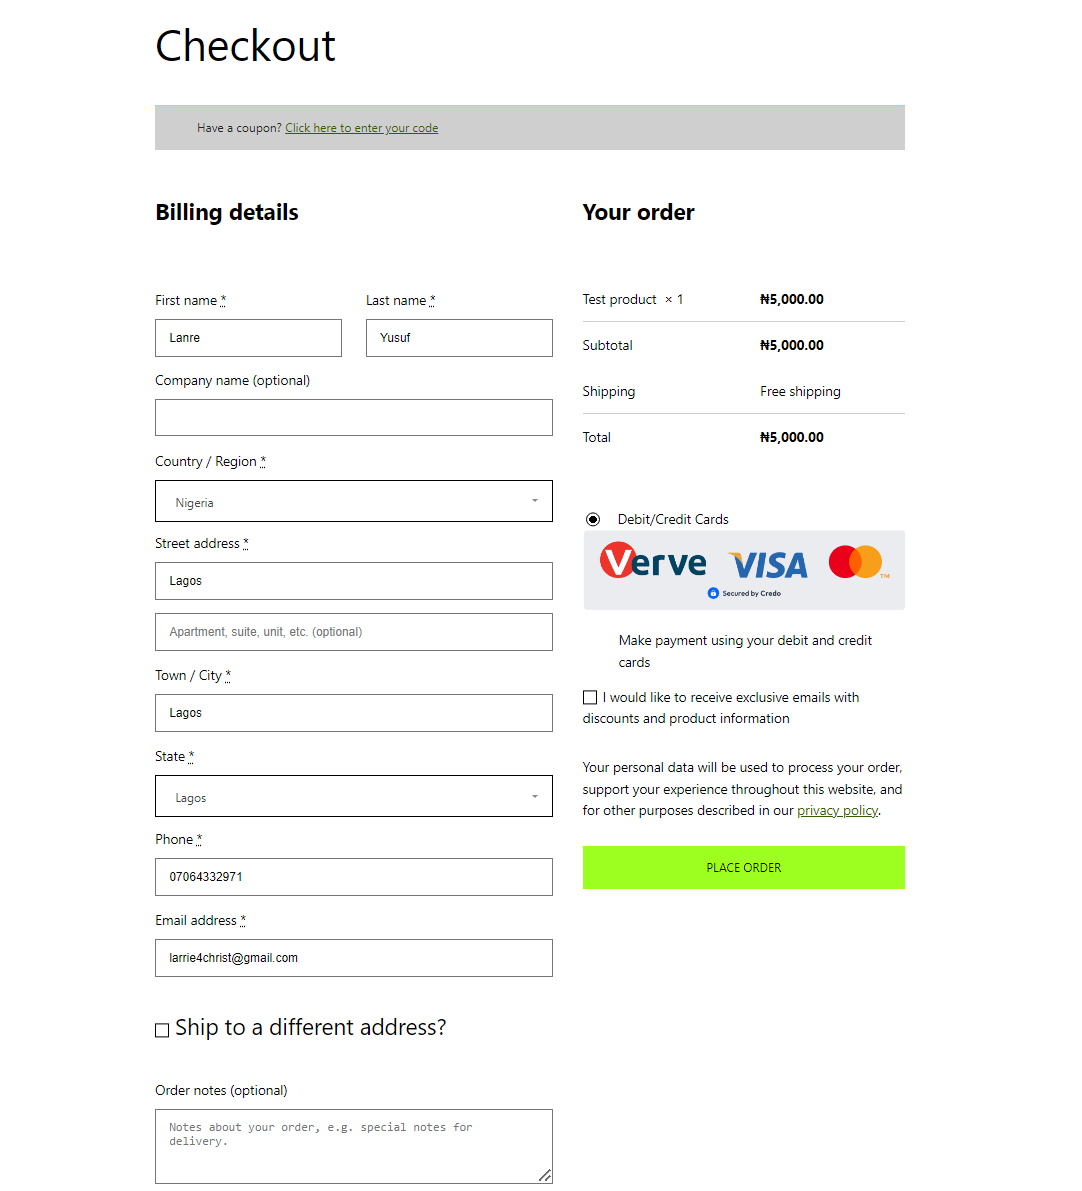 Checkout
Have a coupon? Click here to enter your code
Billing details
First name *
Last name *
Lanre
Yusuf
Company name (optional)
Country / Region *
Nigeria
Street address *
Lagos
Apartment, suite, unit, etc. (optional)
Town / City *
Lagos
State *
Lagos
Phone *
07064332971
Email address *
larrie4christ@gmail.com
Ship to a different address?
Order notes (optional)
Notes about your order, e.g. special notes for
delivery.
Your order
Test product × 1 ₦5,000.00
Subtotal ₦5,000.00
Shipping Free shipping
Total ₦5,000.00
Debit/Credit Cards
Verve VISA TM
Secured by Credo
Make payment using your debit and credit
cards
I would like to receive exclusive emails with
discounts and product information
Your personal data will be used to process your order,
support your experience throughout this website, and
for other purposes described in our privacy policy.
PLACE ORDER